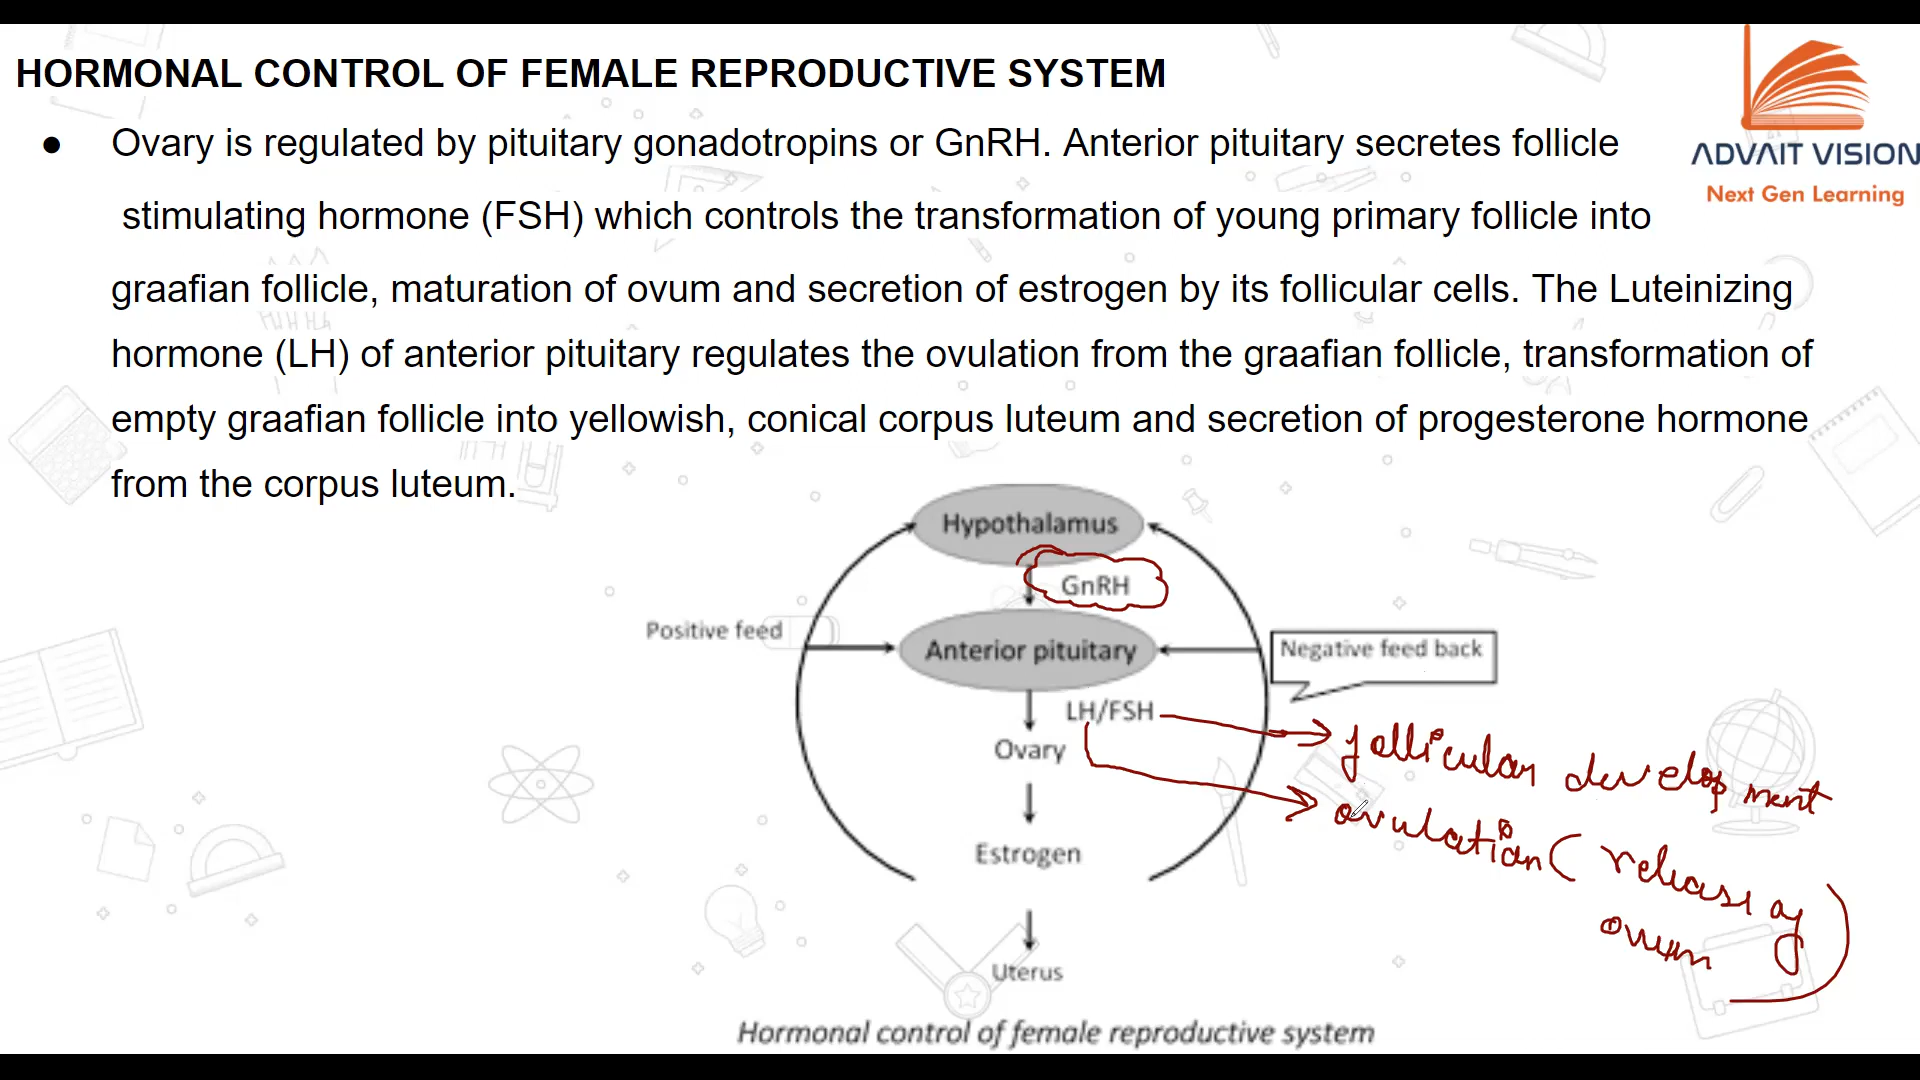 HORMONAL CONTROL OF FEMALE REPRODUCTIVE SYSTEM
ADVAIT VISION
Next Gen Learning
● Ovary is regulated by pituitary gonadotropins or GnRH. Anterior pituitary secretes follicle
stimulating hormone (FSH) which controls the transformation of young primary follicle into
graafian follicle, maturation of ovum and secretion of estrogen by its follicular cells. The Luteinizing
hormone (LH) of anterior pituitary regulates the ovulation from the graafian follicle, transformation of
empty graafian follicle into yellowish, conical corpus luteum and secretion of progesterone hormone
from the corpus luteum.
Hypothalamus
GnRH
Positive feed
Anterior pituitary
Negative feed back
LH/FSH
Ovary
follicular development
ovulation (release of
ovum)
Estrogen
Uterus
Hormonal control of female reproductive system